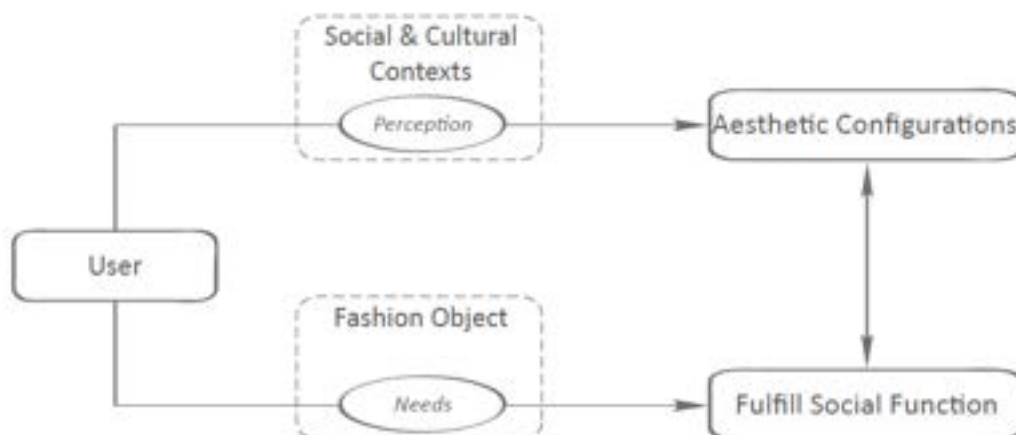 Social & Cultural
Contexts
Perception
Aesthetic Configurations
User
Fashion Object
Needs
Fulfill Social Function